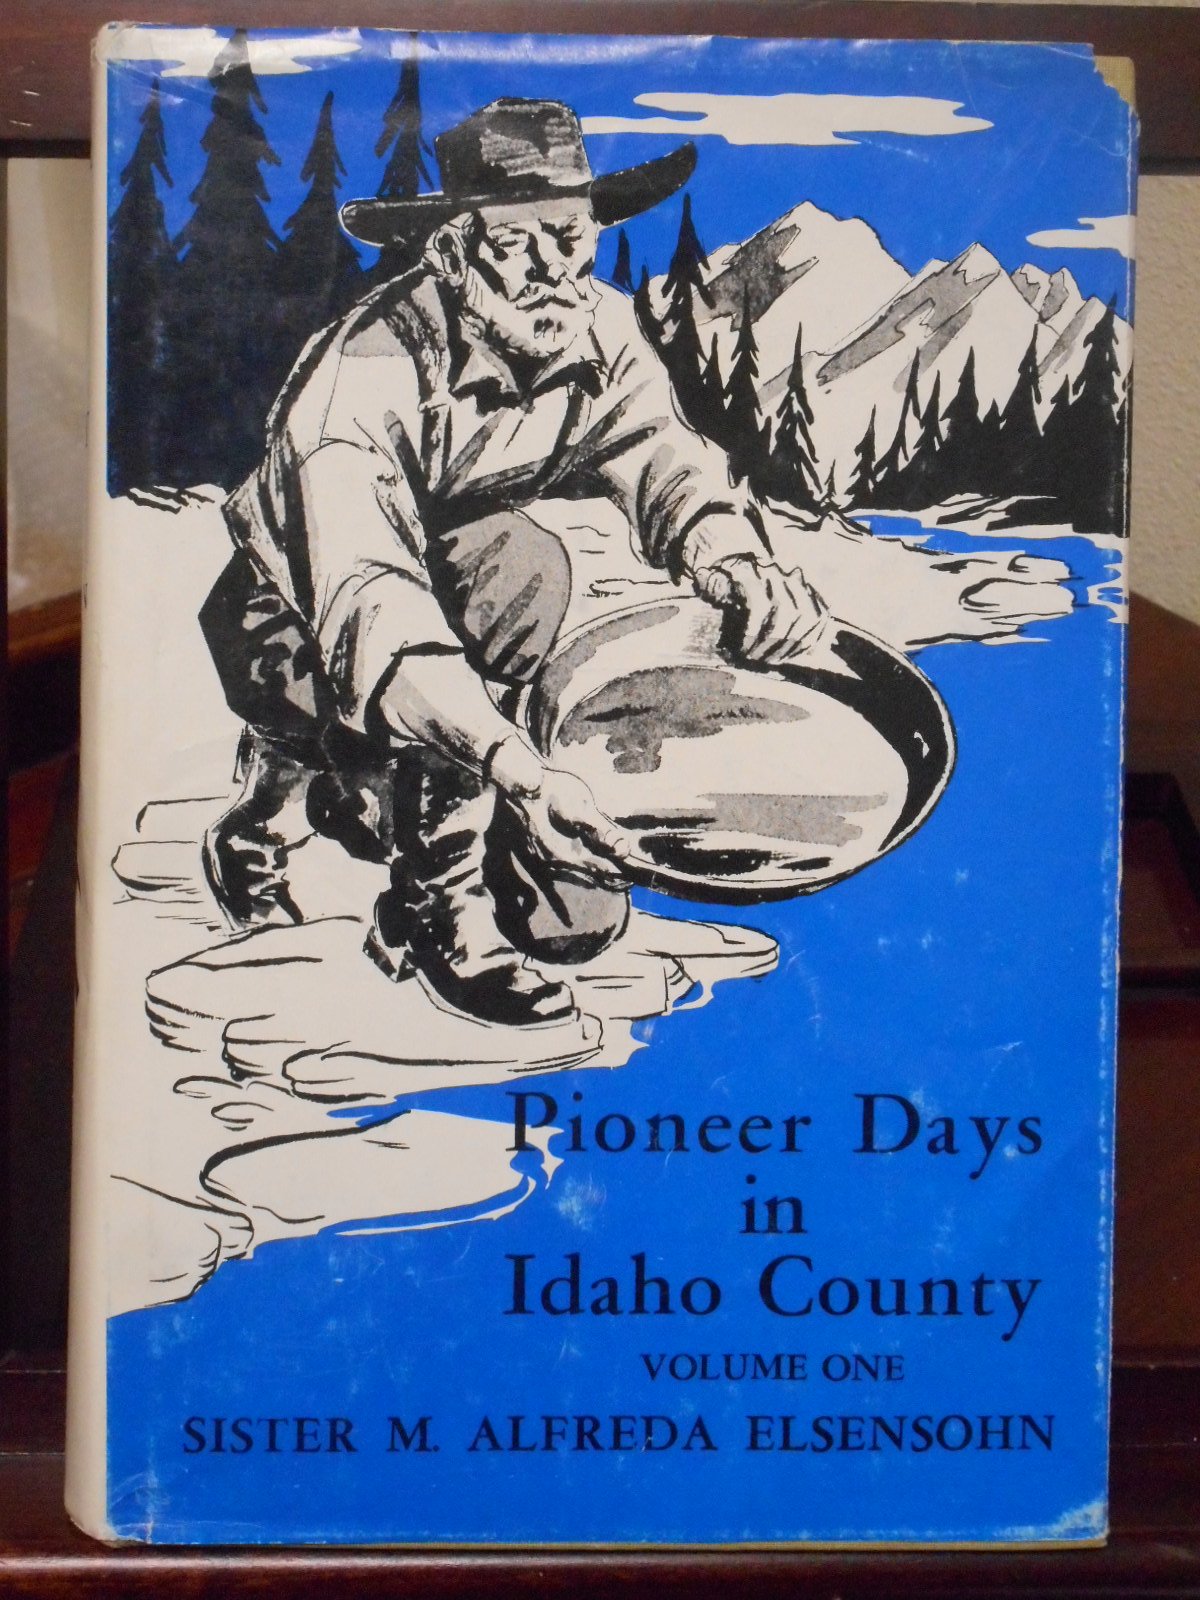 Pioneer Days
in
Idaho County
VOLUME ONE
SISTER M. ALFREDA ELSENSOHN